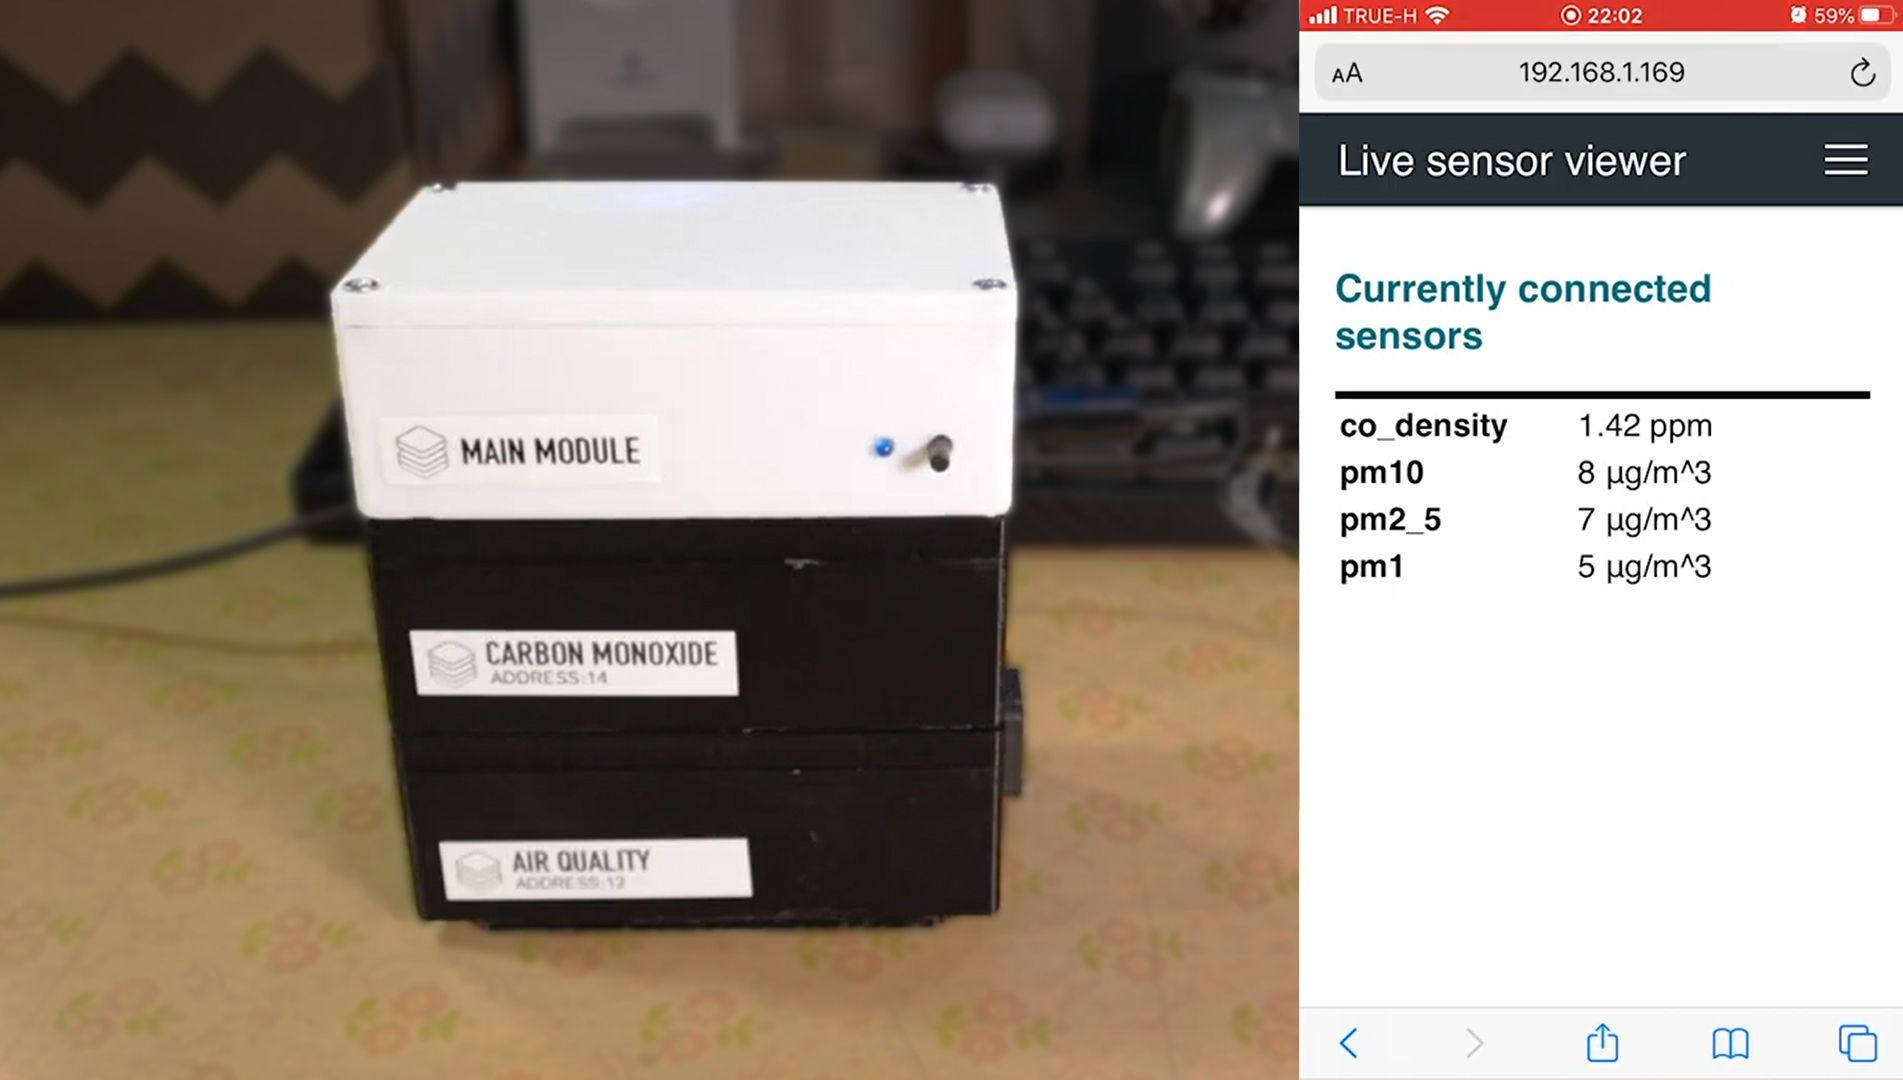 MAIN MODULE
CARBON MONOXIDE
ADDRESS:14
AIR QUALITY
ADDRESS:12
TRUE-H
22:02
59%
AA
192.168.1.169
Live sensor viewer
Currently connected
sensors
co_density 1.42 ppm
pm10 8 µg/m^3
pm2_5 7 µg/m^3
pm1 5 µg/m^3